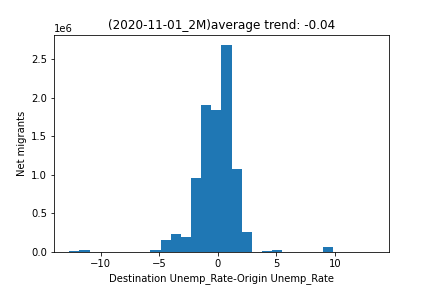 (2020-11-01_2M)average trend: -0.04
1e6
2.5
2.0
1.5
1.0
0.5
0.0
Net migrants
−10
−5
0
5
10
Destination Unemp_Rate-Origin Unemp_Rate